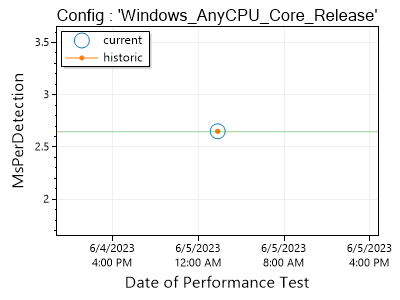 Config : 'Windows_AnyCPU_Core_Release'
current
historic
3.5
3
2.5
2
MsPerDetection
6/4/2023
4:00 PM
6/5/2023
12:00 AM
6/5/2023
8:00 AM
6/5/2023
4:00 PM
Date of Performance Test